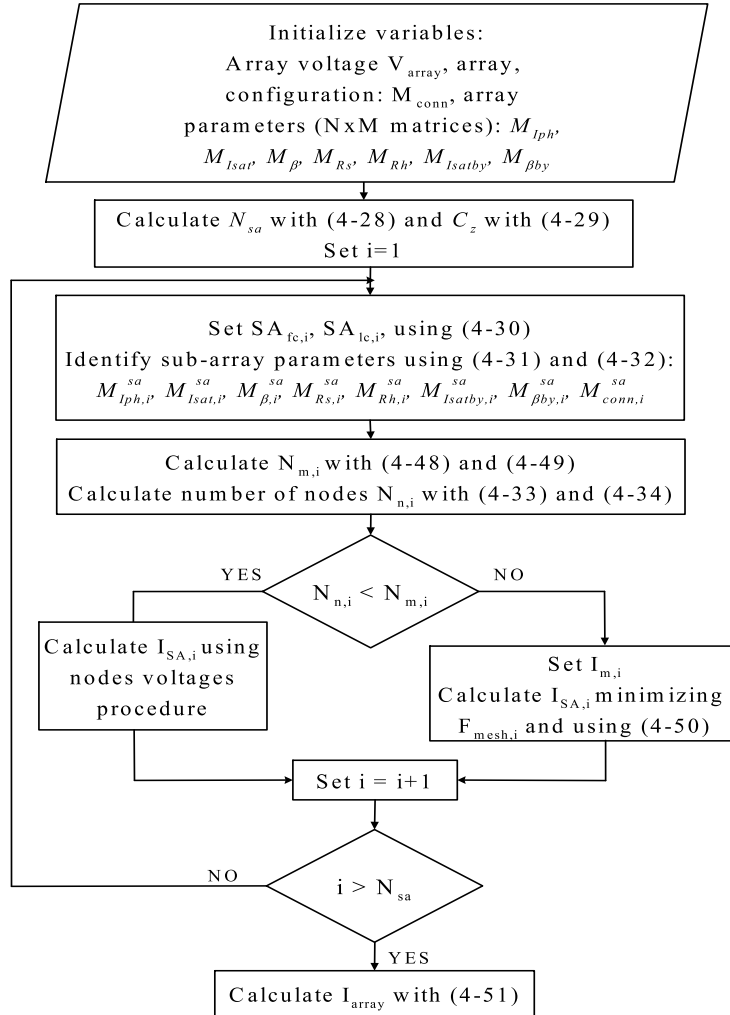 Initialize variables:
Array voltage V_array, array,
configuration: M_conn, array
parameters (NxM matrices): M_Iph,
M_Isat, M_β, M_Rs, M_Rh, M_Isatby, M_βby
Calculate N_sa with (4-28) and C_z with (4-29)
Set i=1
Set SA_fc,i, SA_lc,i, using (4-30)
Identify sub-array parameters using (4-31) and (4-32):
M^sa_Iph,i, M^sa_Isat,i, M^sa_β,i, M^sa_Rs,i, M^sa_Rh,i, M^sa_Isatby,i, M^sa_βby,i, M^sa_conn,i
Calculate N_m,i with (4-48) and (4-49)
Calculate number of nodes N_n,i with (4-33) and (4-34)
YES
N_n,i < N_m,i
NO
Calculate I_SA,i using
nodes voltages
procedure
Set I_m,i
Calculate I_SA,i minimizing
F_mesh,i and using (4-50)
Set i = i+1
NO
i > N_sa
YES
Calculate I_array with (4-51)